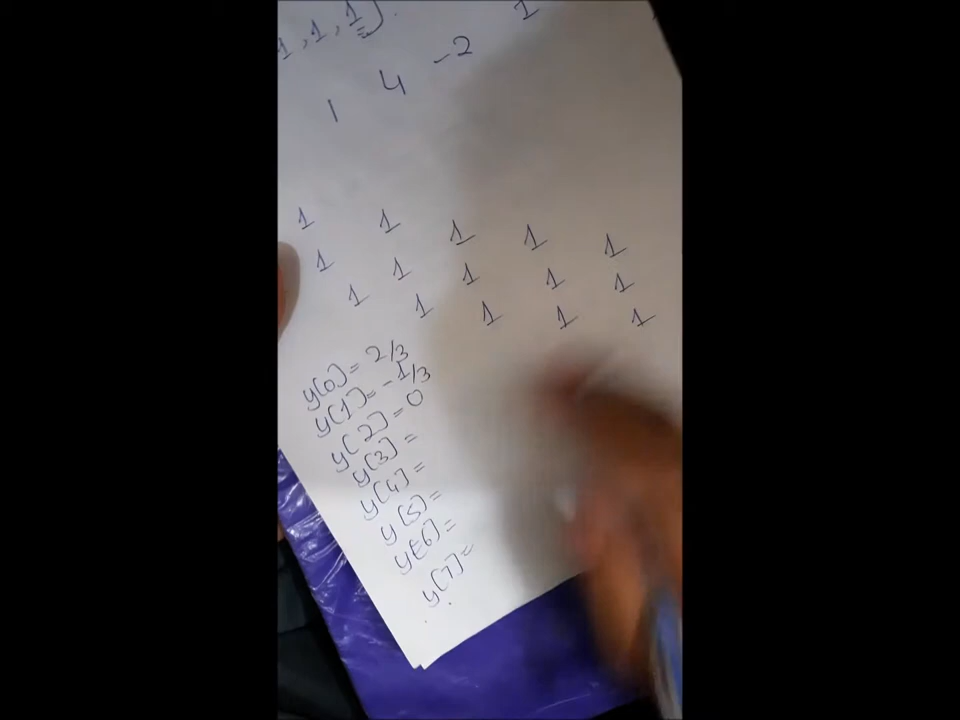 1, 1, 1).
1 4 -2 1
1 1 1 1 1
1 1 1 1 1
1 1 1 1 1
y[0] = 2/3
y[1] = -1/3
y[2] = 0
y[3] =
y[4] =
y[5] =
y[6] =
y[7] =